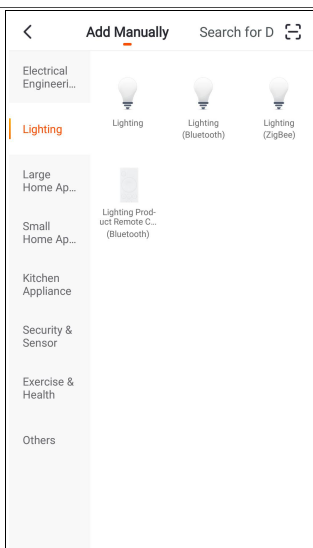 Add Manually
Search for D
Electrical
Engineeri...
Lighting
Large
Home Ap...
Small
Home Ap...
Kitchen
Appliance
Security &
Sensor
Exercise &
Health
Others
Lighting
Lighting
(Bluetooth)
Lighting
(ZigBee)
Lighting Prod-
uct Remote C...
(Bluetooth)